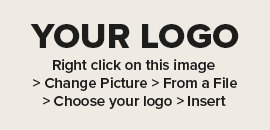 YOUR LOGO
Right click on this image
> Change Picture > From a File
> Choose your logo > Insert